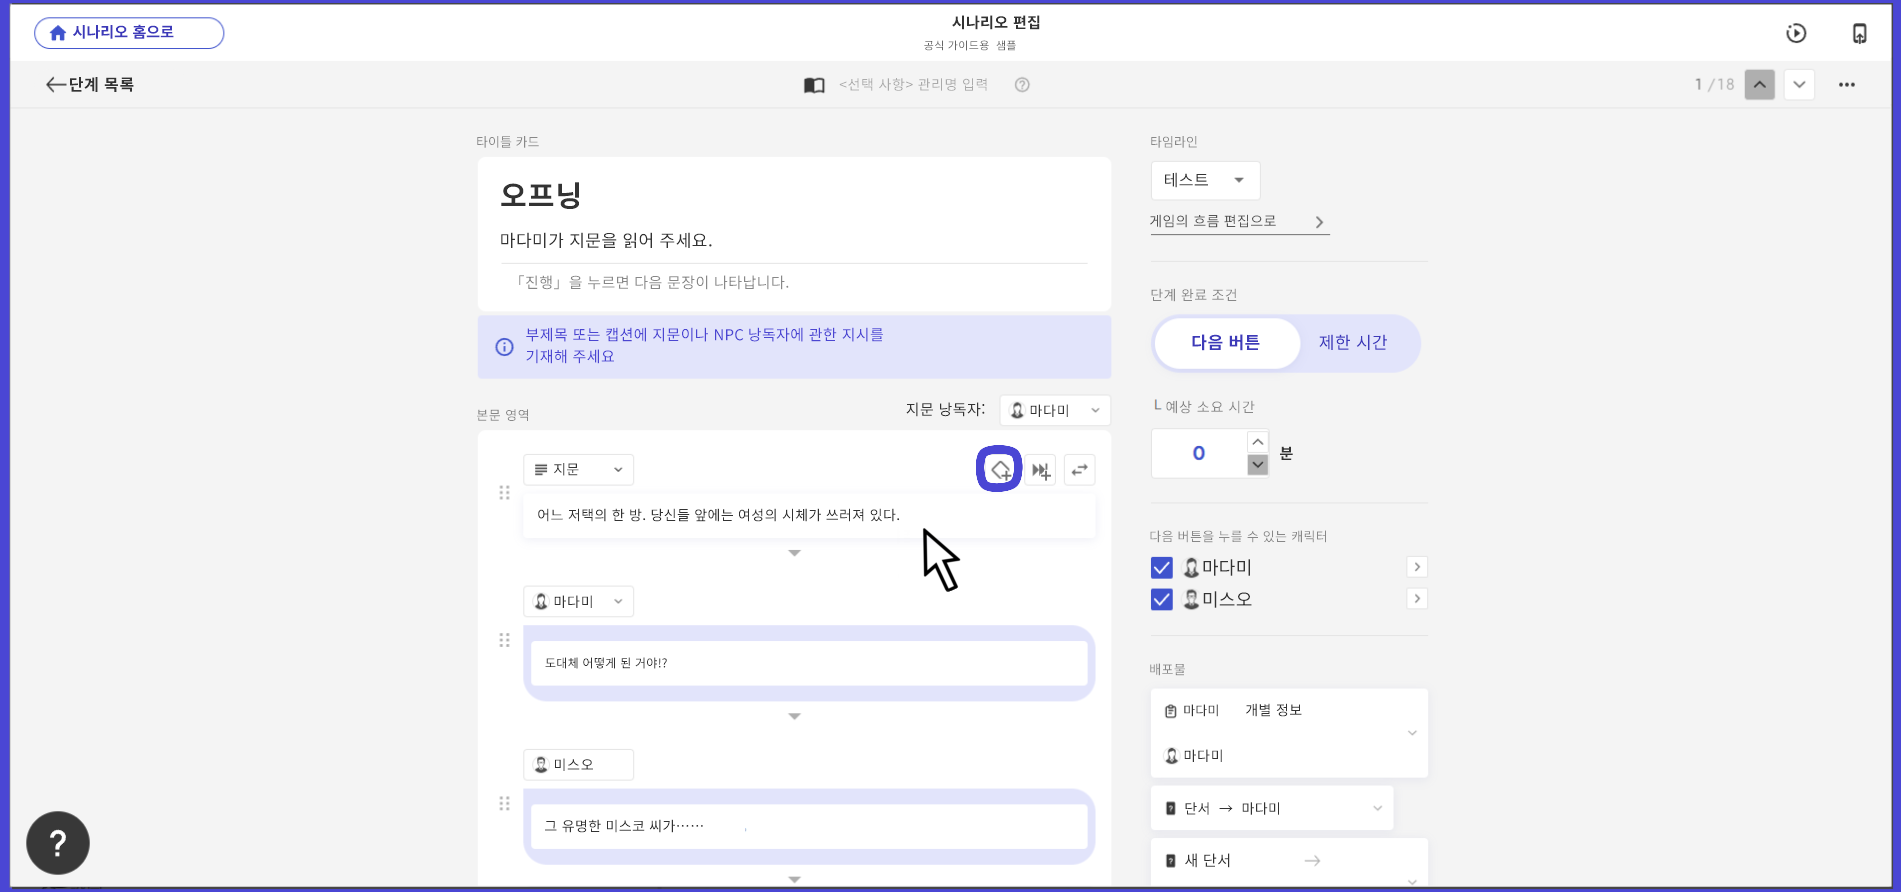 시나리오 홈으로
시나리오 편집
공식 가이드용 샘플
단계 목록
<선택 사항> 관리명 입력
1 /18
타이틀 카드
오프닝
마다미가 지문을 읽어 주세요.
「진행」을 누르면 다음 문장이 나타납니다.
부제목 또는 캡션에 지문이나 NPC 낭독자에 관한 지시를
기재해 주세요
본문 영역
지문 낭독자:
마다미
지문
어느 저택의 한 방. 당신들 앞에는 여성의 시체가 쓰러져 있다.
마다미
도대체 어떻게 된 거야!?
미스오
그 유명한 미스코 씨가……
타임라인
테스트
게임의 흐름 편집으로
단계 완료 조건
다음 버튼
제한 시간
└ 예상 소요 시간
0
분
다음 버튼을 누를 수 있는 캐릭터
마다미
미스오
배포물
마다미 개별 정보
마다미
단서 → 마다미
새 단서 →
?